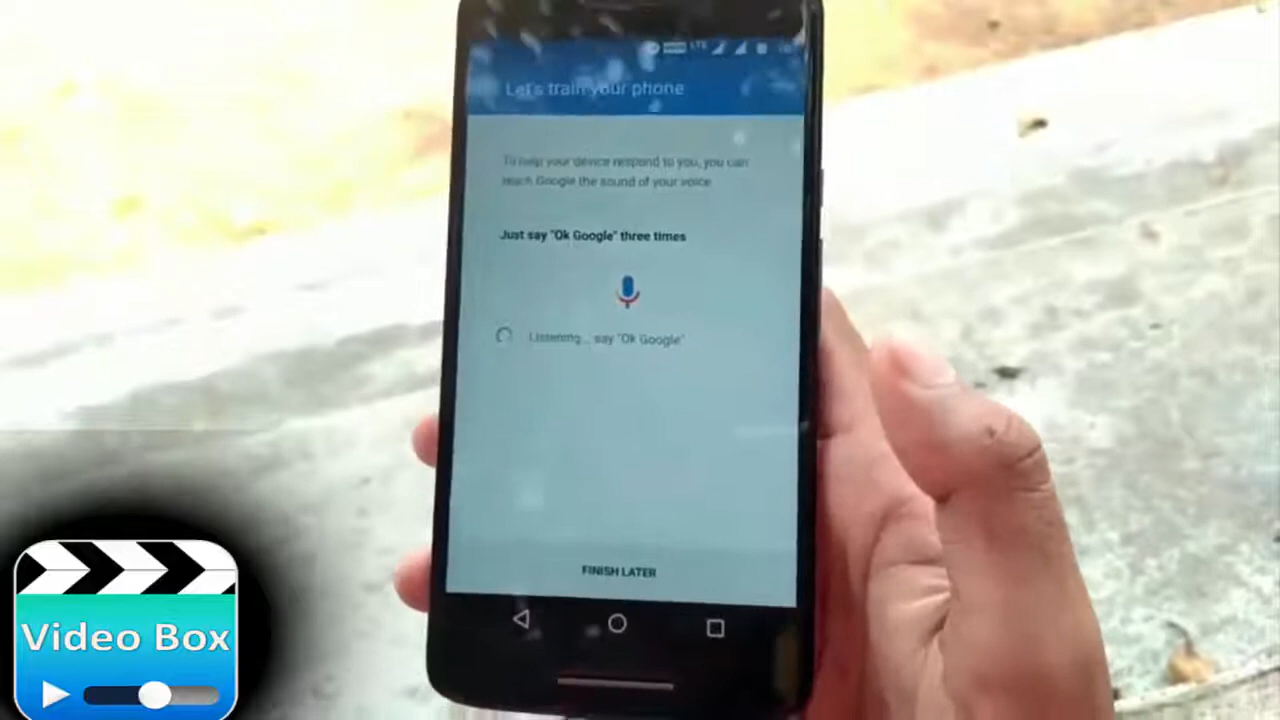 LTE
Let's train your phone
To help your device respond to you, you can
teach Google the sound of your voice
Just say "Ok Google" three times
Listening... say "Ok Google"
FINISH LATER
Video Box